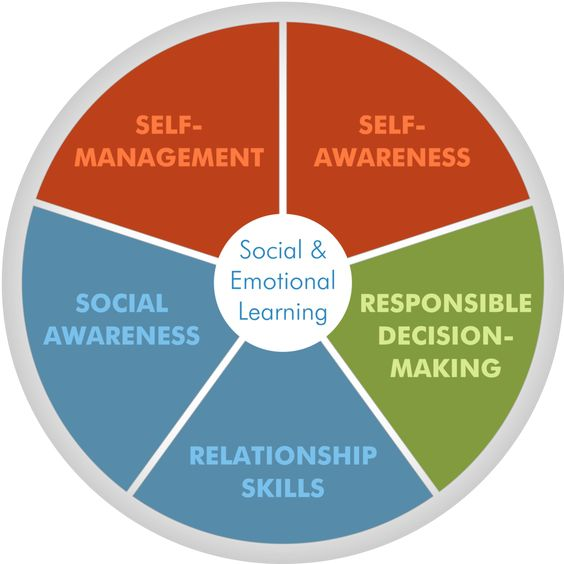 SELF-
MANAGEMENT
SELF-
AWARENESS
Social &
Emotional
Learning
SOCIAL
AWARENESS
RESPONSIBLE
DECISION-
MAKING
RELATIONSHIP
SKILLS